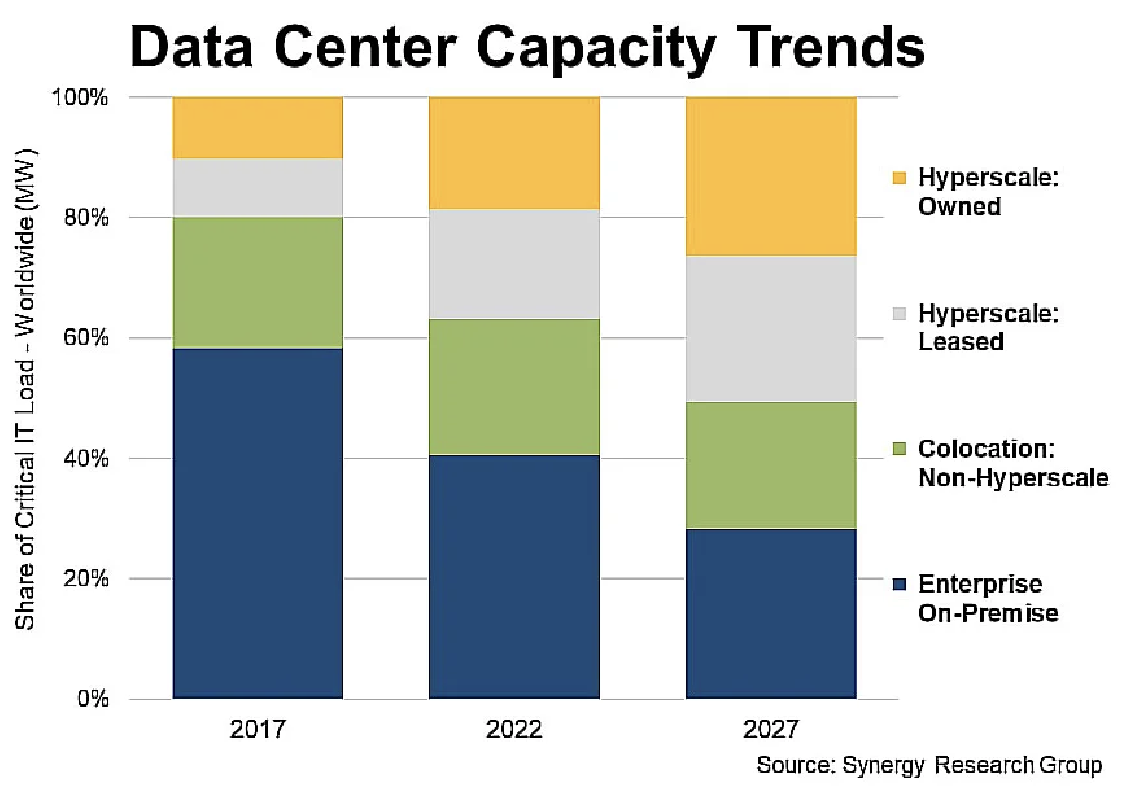 Data Center Capacity Trends
Share of Critical IT Load - Worldwide (MW)
100%
80%
60%
40%
20%
0%
2017
2022
2027
Hyperscale:
Owned
Hyperscale:
Leased
Colocation:
Non-Hyperscale
Enterprise
On-Premise
Source: Synergy Research Group